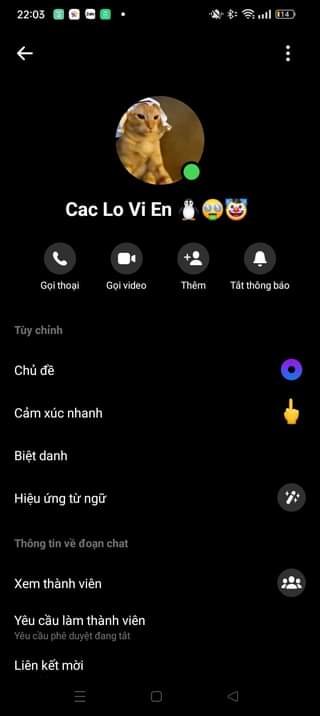 22:03
14
Cac Lo Vi En 🐧🤑🤡
Gọi thoại
Gọi video
Thêm
Tắt thông báo
Tùy chỉnh
Chủ đề
Cảm xúc nhanh
Biệt danh
Hiệu ứng từ ngữ
Thông tin về đoạn chat
Xem thành viên
Yêu cầu làm thành viên
Yêu cầu phê duyệt đang tắt
Liên kết mời